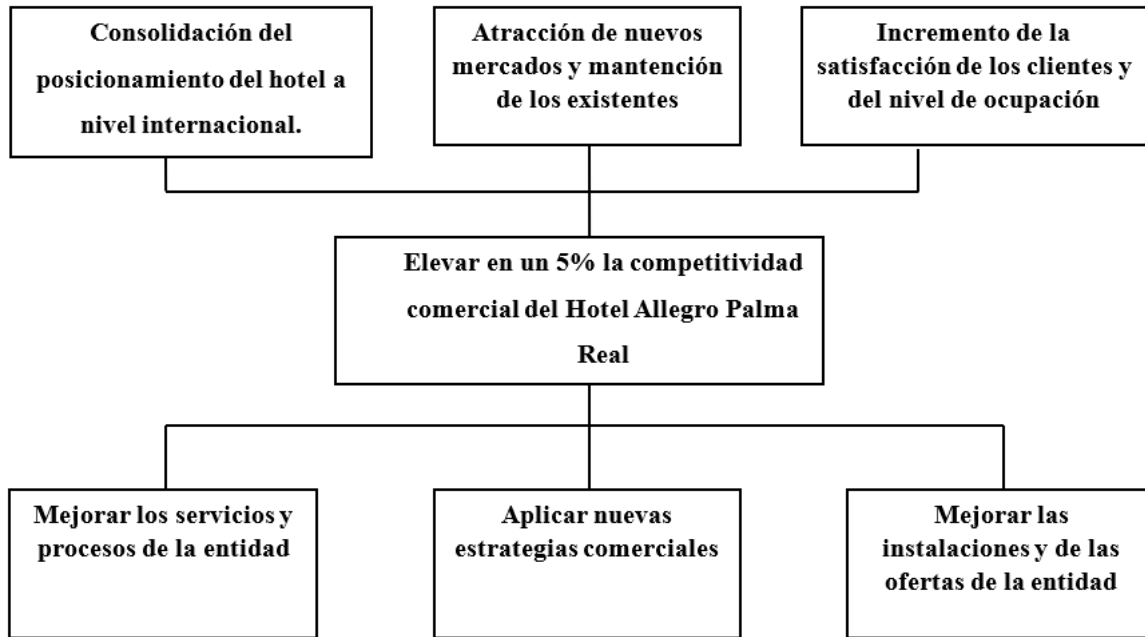 Consolidación del
posicionamiento del hotel a
nivel internacional.
Atracción de nuevos
mercados y mantención
de los existentes
Incremento de la
satisfacción de los clientes y
del nivel de ocupación
Elevar en un 5% la competitividad
comercial del Hotel Allegro Palma
Real
Mejorar los servicios y
procesos de la entidad
Aplicar nuevas
estrategias comerciales
Mejorar las
instalaciones y de las
ofertas de la entidad